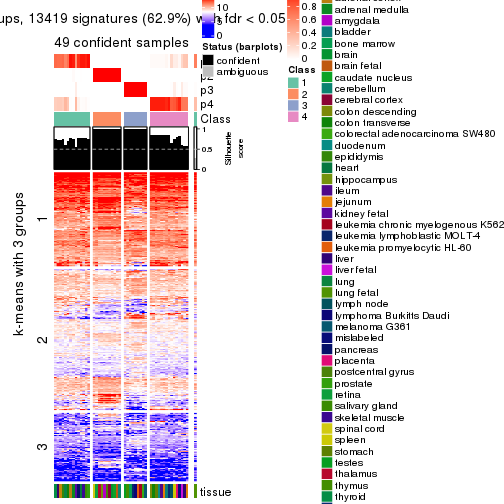 ups, 13419 signatures (62.9%) with fdr < 0.05
49 confident samples
p3
p4
Class
1
0.5
0
Silhouette
score
k-means with 3 groups
1
2
3
tissue
10
5
0
Status (barplots)
confident
ambiguous
0.8
0.6
0.4
0.2
0
Class
1
2
3
4
adrenal medulla
amygdala
bladder
bone marrow
brain
brain fetal
caudate nucleus
cerebellum
cerebral cortex
colon descending
colon transverse
colorectal adenocarcinoma SW480
duodenum
epididymis
heart
hippocampus
ileum
jejunum
kidney fetal
leukemia chronic myelogenous K562
leukemia lymphoblastic MOLT-4
leukemia promyelocytic HL-60
liver
liver fetal
lung
lung fetal
lymph node
lymphoma Burkitts Daudi
melanoma G361
mislabeled
pancreas
placenta
postcentral gyrus
prostate
retina
salivary gland
skeletal muscle
spinal cord
spleen
stomach
testes
thalamus
thymus
thyroid